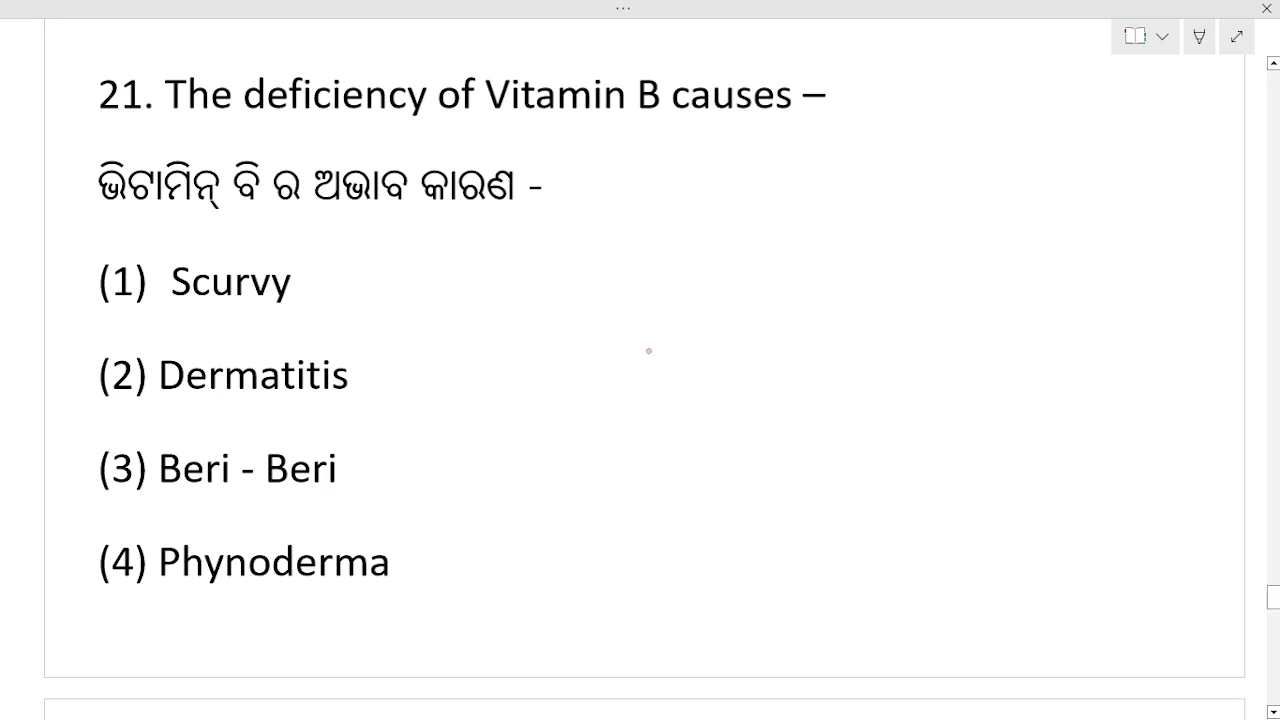 21. The deficiency of Vitamin B causes –
ଭିଟାମିନ୍ ବି ର ଅଭାବ କାରଣ -
(1) Scurvy
(2) Dermatitis
(3) Beri - Beri
(4) Phynoderma